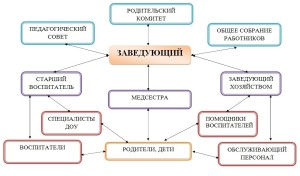 РОДИТЕЛЬСКИЙ
КОМИТЕТ
ПЕДАГОГИЧЕСКИЙ
СОВЕТ
ОБЩЕЕ СОБРАНИЕ
РАБОТНИКОВ
ЗАВЕДУЮЩИЙ
СТАРШИЙ
ВОСПИТАТЕЛЬ
ЗАВЕДУЮЩИЙ
ХОЗЯЙСТВОМ
МЕДСЕСТРА
СПЕЦИАЛИСТЫ
ДОУ
ПОМОЩНИКИ
ВОСПИТАТЕЛЕЙ
ВОСПИТАТЕЛИ
РОДИТЕЛИ, ДЕТИ
ОБСЛУЖИВАЮЩИЙ
ПЕРСОНАЛ